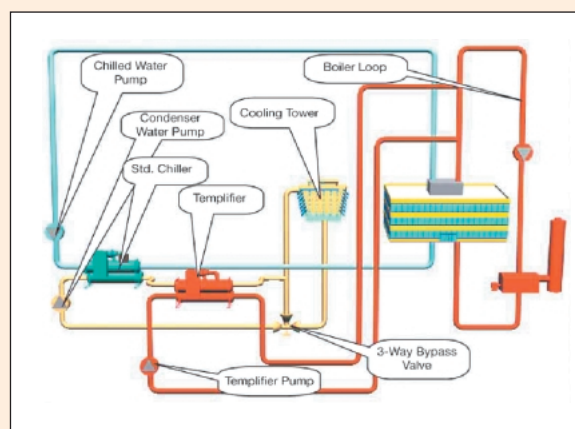 Chilled Water
Pump
Boiler Loop
Condenser
Water Pump
Cooling Tower
Std. Chiller
Templifier
3-Way Bypass
Valve
Templifier Pump